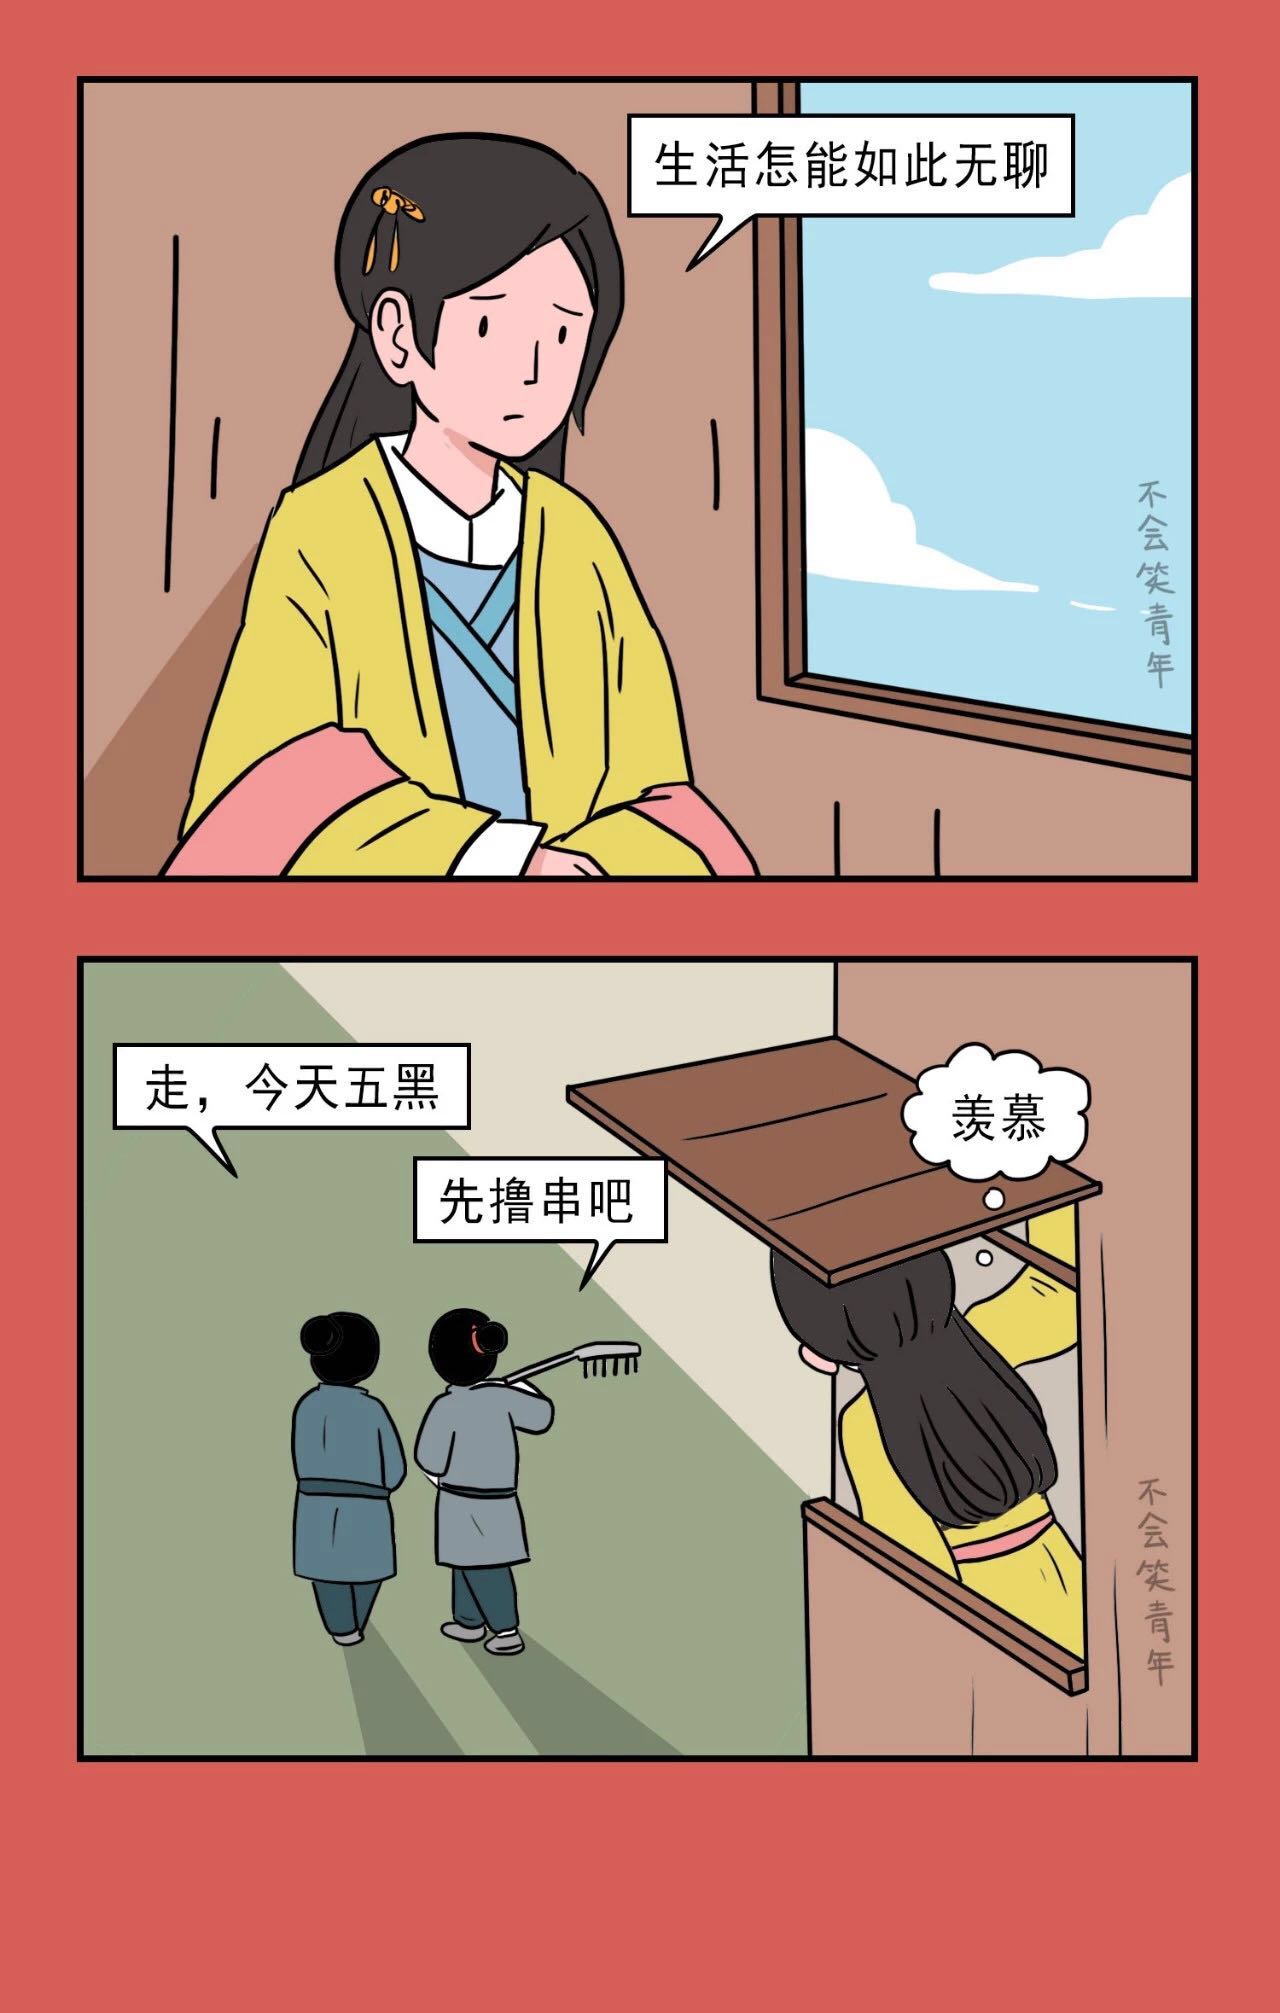 生活怎能如此无聊
不会笑青年
走，今天五黑
羡慕
先撸串吧
不会笑青年